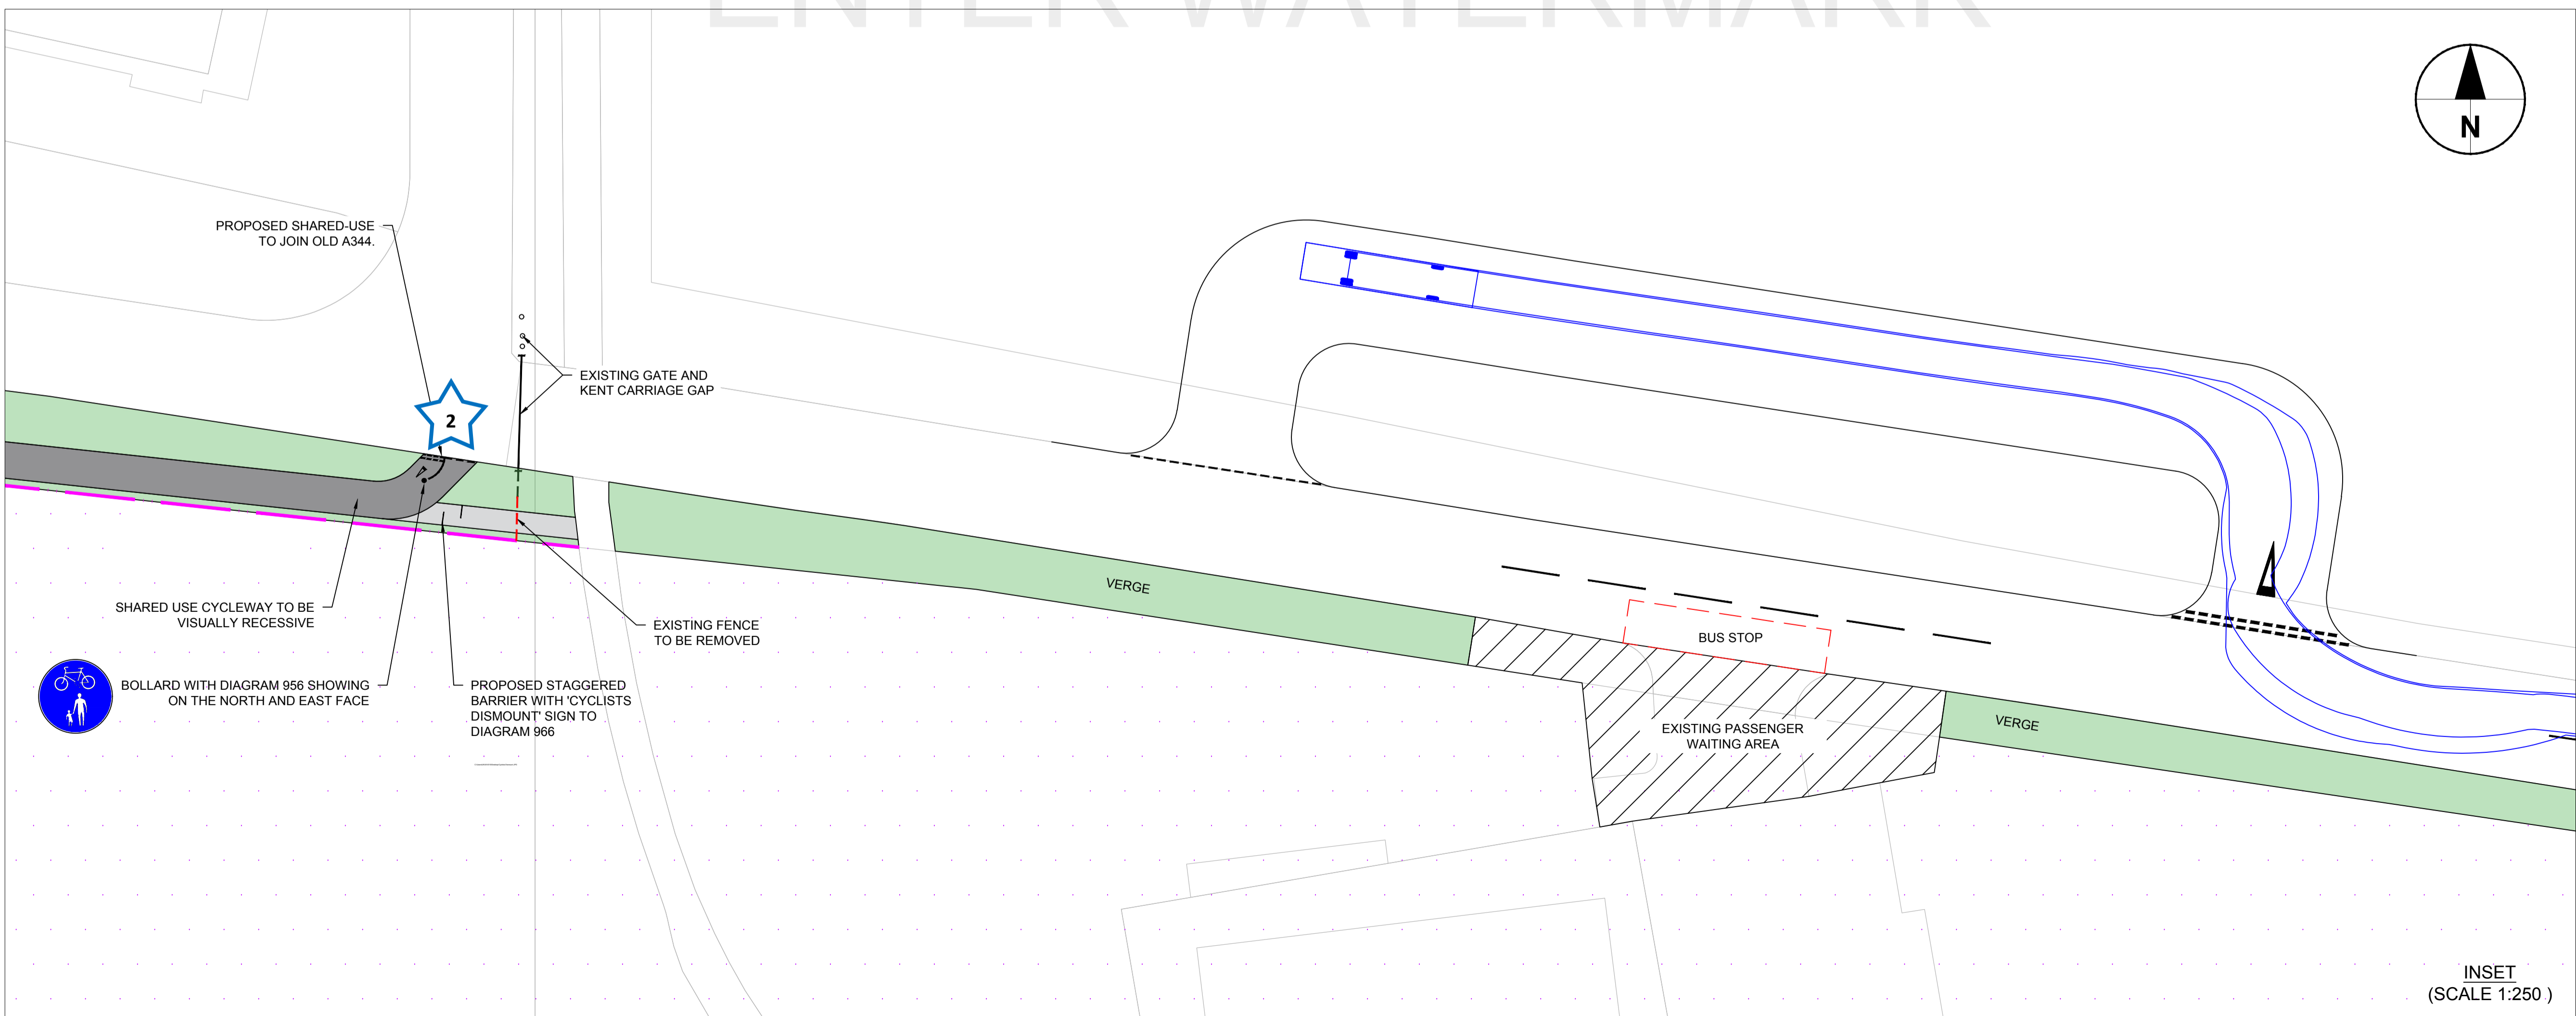 ENTER WATERMARK
N
PROPOSED SHARED-USE
TO JOIN OLD A344.
EXISTING GATE AND
KENT CARRIAGE GAP
2
SHARED USE CYCLEWAY TO BE
VISUALLY RECESSIVE
EXISTING FENCE
TO BE REMOVED
BOLLARD WITH DIAGRAM 956 SHOWING
ON THE NORTH AND EAST FACE
PROPOSED STAGGERED
BARRIER WITH 'CYCLISTS
DISMOUNT' SIGN TO
DIAGRAM 966
VERGE
BUS STOP
EXISTING PASSENGER
WAITING AREA
VERGE
INSET
(SCALE 1:250 )